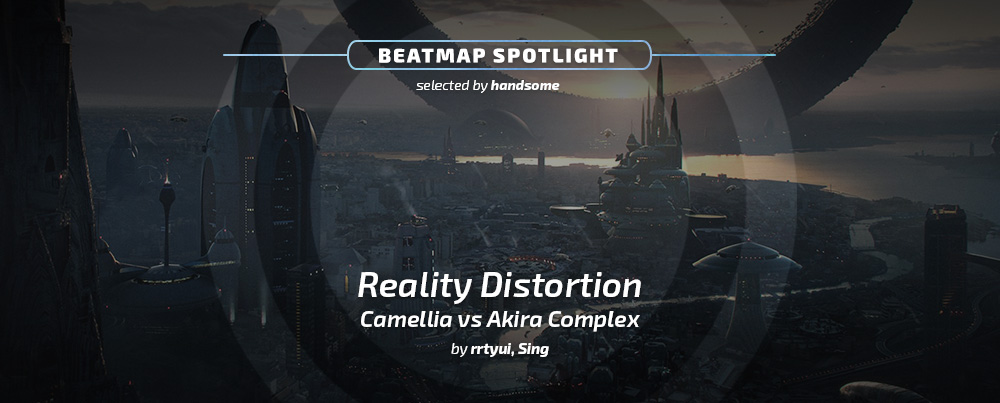 BEATMAP SPOTLIGHT
selected by handsome
Reality Distortion
Camellia vs Akira Complex
by rrtyui, Sing